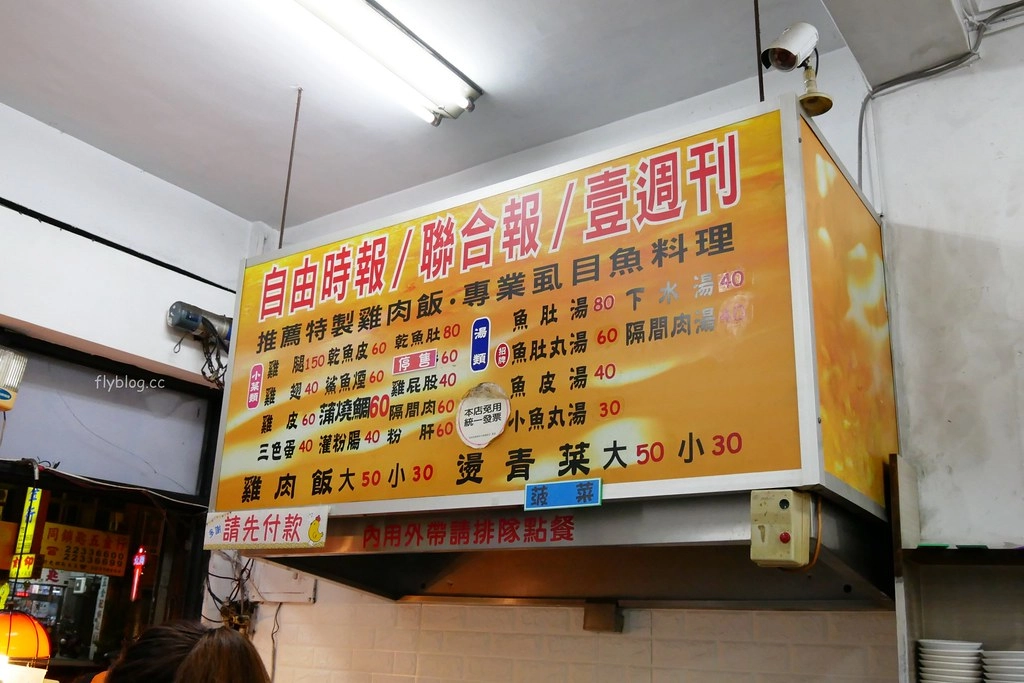 自由時報/聯合報/壹週刊
推薦特製雞肉飯·專業虱目魚料理
小菜類
雞腿150 乾魚皮60 乾魚肚80
雞翅40 鯊魚煙60 停售60
雞皮60 蒲燒鯛60 雞屁股40
三色蛋40 灌粉腸40 隔間肉60
粉肝60
湯類
魚肚湯80 下水湯40
招牌 魚肚丸湯60 隔間肉湯
魚皮湯40
小魚丸湯30
本店免用
統一發票
雞肉飯大50小30 燙青菜大50小30
菠菜
請先付款
內用外帶請排隊點餐
flyblog.cc